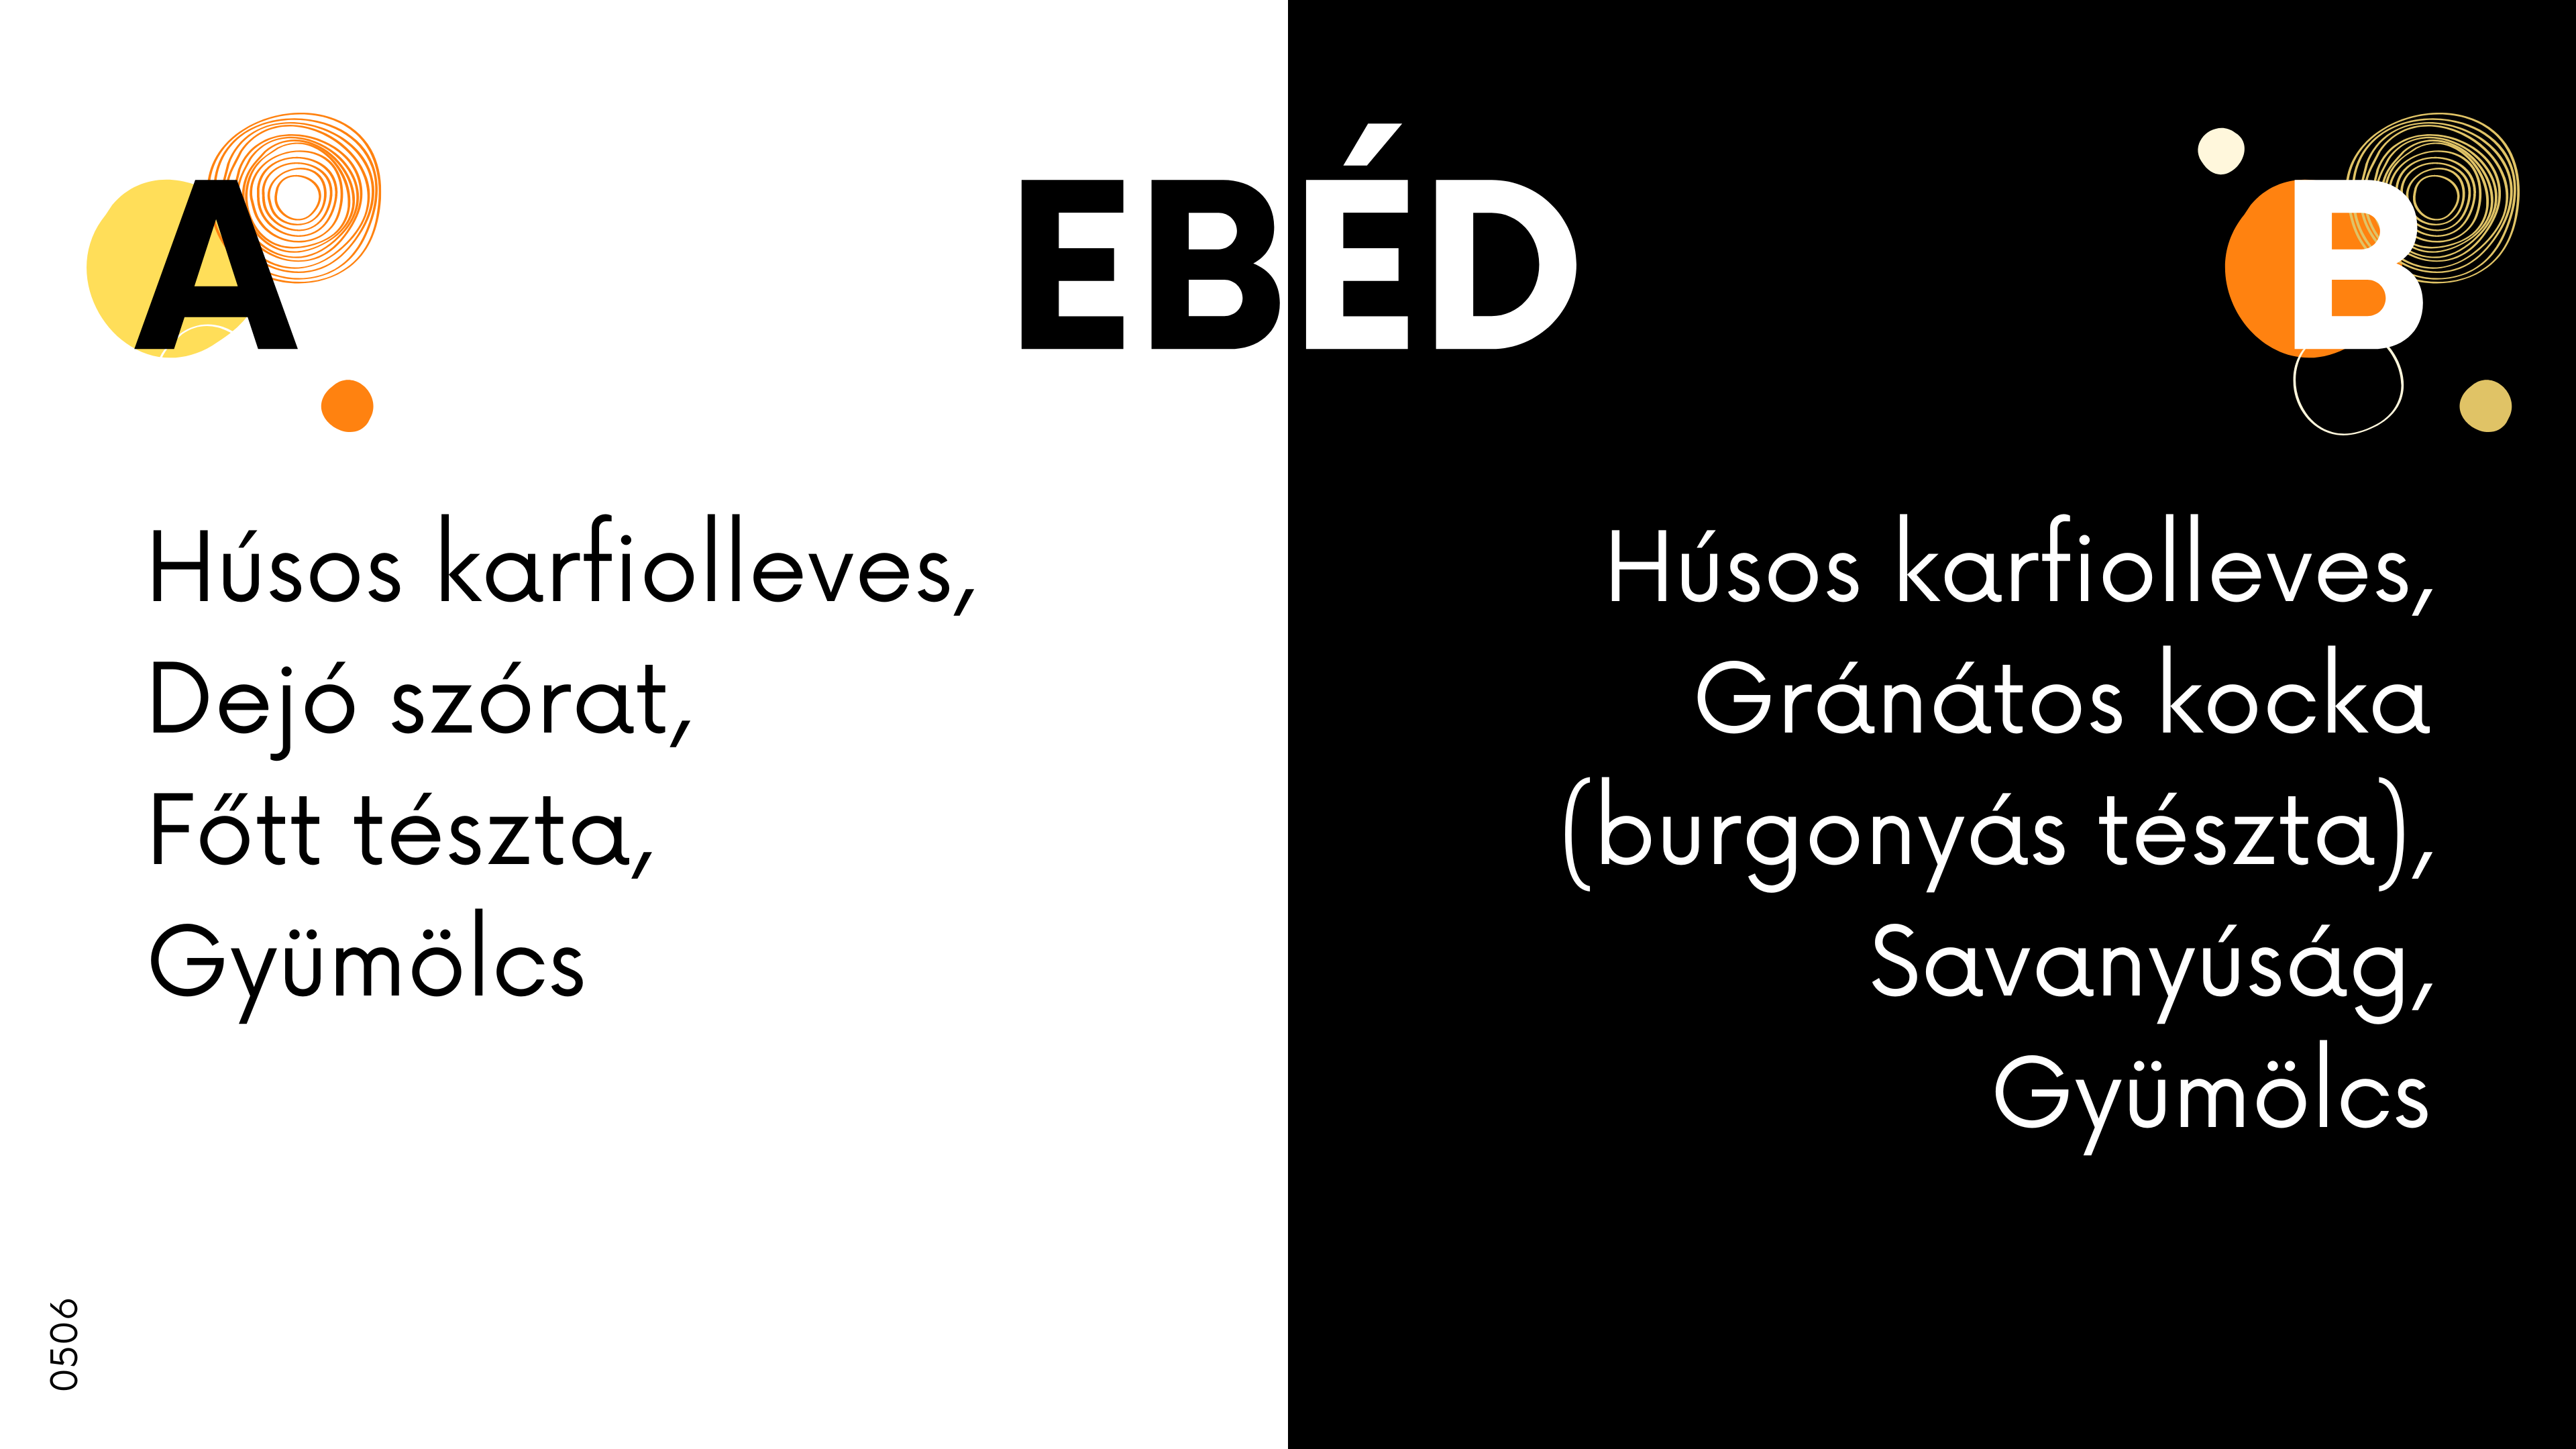 A
EBÉD
B
Húsos karfiolleves,
Dejó szórat,
Főtt tészta,
Gyümölcs
Húsos karfiolleves,
Gránátos kocka
(burgonyás tészta),
Savanyúság,
Gyümölcs
0506